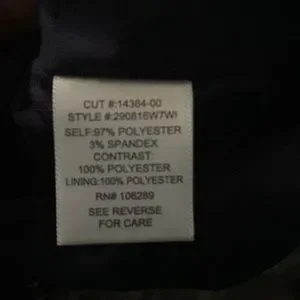 CUT #:14384-00
STYLE #:290816W7WI
SELF:97% POLYESTER
3% SPANDEX
CONTRAST:
100% POLYESTER
LINING:100% POLYESTER
RN# 106289
SEE REVERSE
FOR CARE